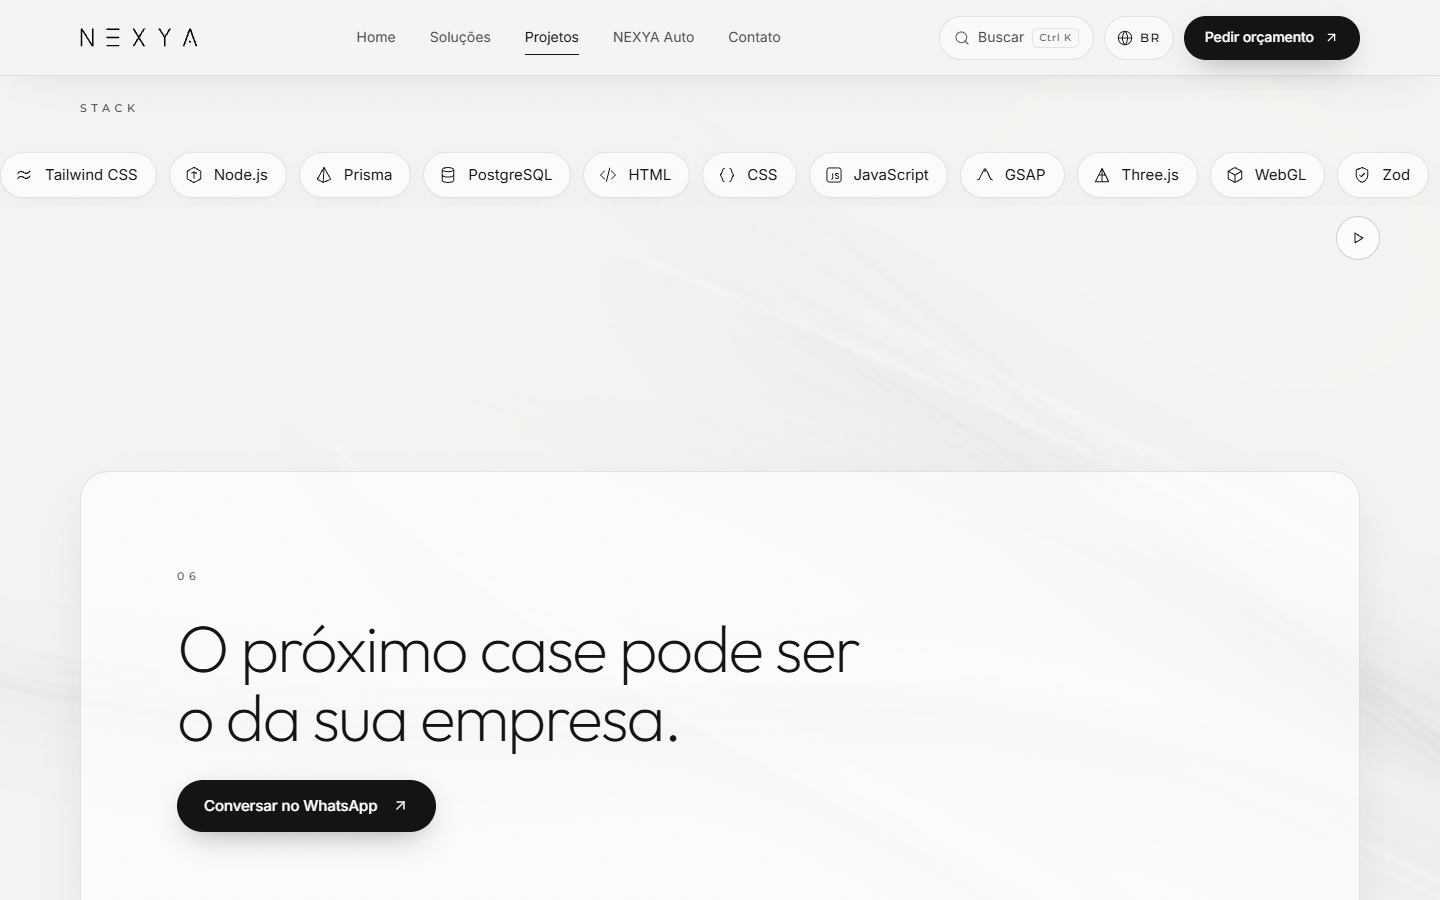 NEXYA
Home
Soluções
Projetos
NEXYA Auto
Contato
Buscar
Ctrl K
BR
Pedir orçamento
STACK
Tailwind CSS
Node.js
Prisma
PostgreSQL
HTML
CSS
JS
JavaScript
GSAP
Three.js
WebGL
Zod
06
O próximo case pode ser
o da sua empresa.
Conversar no WhatsApp